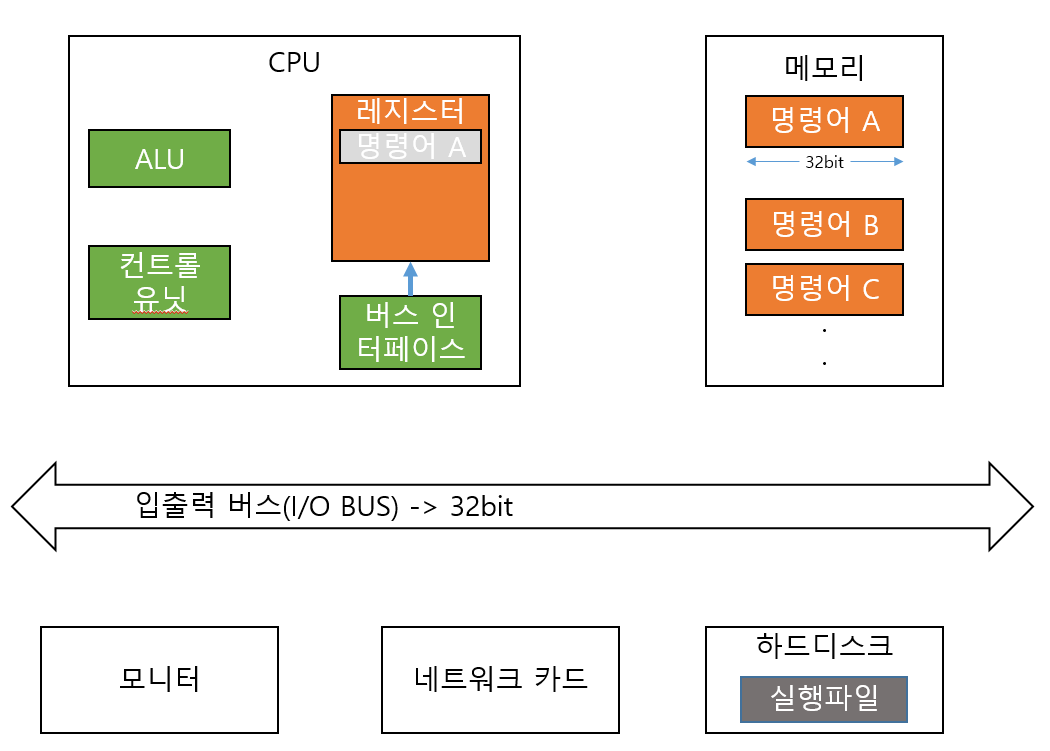 CPU
레지스터
명령어 A
ALU
컨트롤
유닛
버스 인
터페이스
메모리
명령어 A
32bit
명령어 B
명령어 C
.
.
입출력 버스(I/O BUS) -> 32bit
모니터
네트워크 카드
하드디스크
실행파일